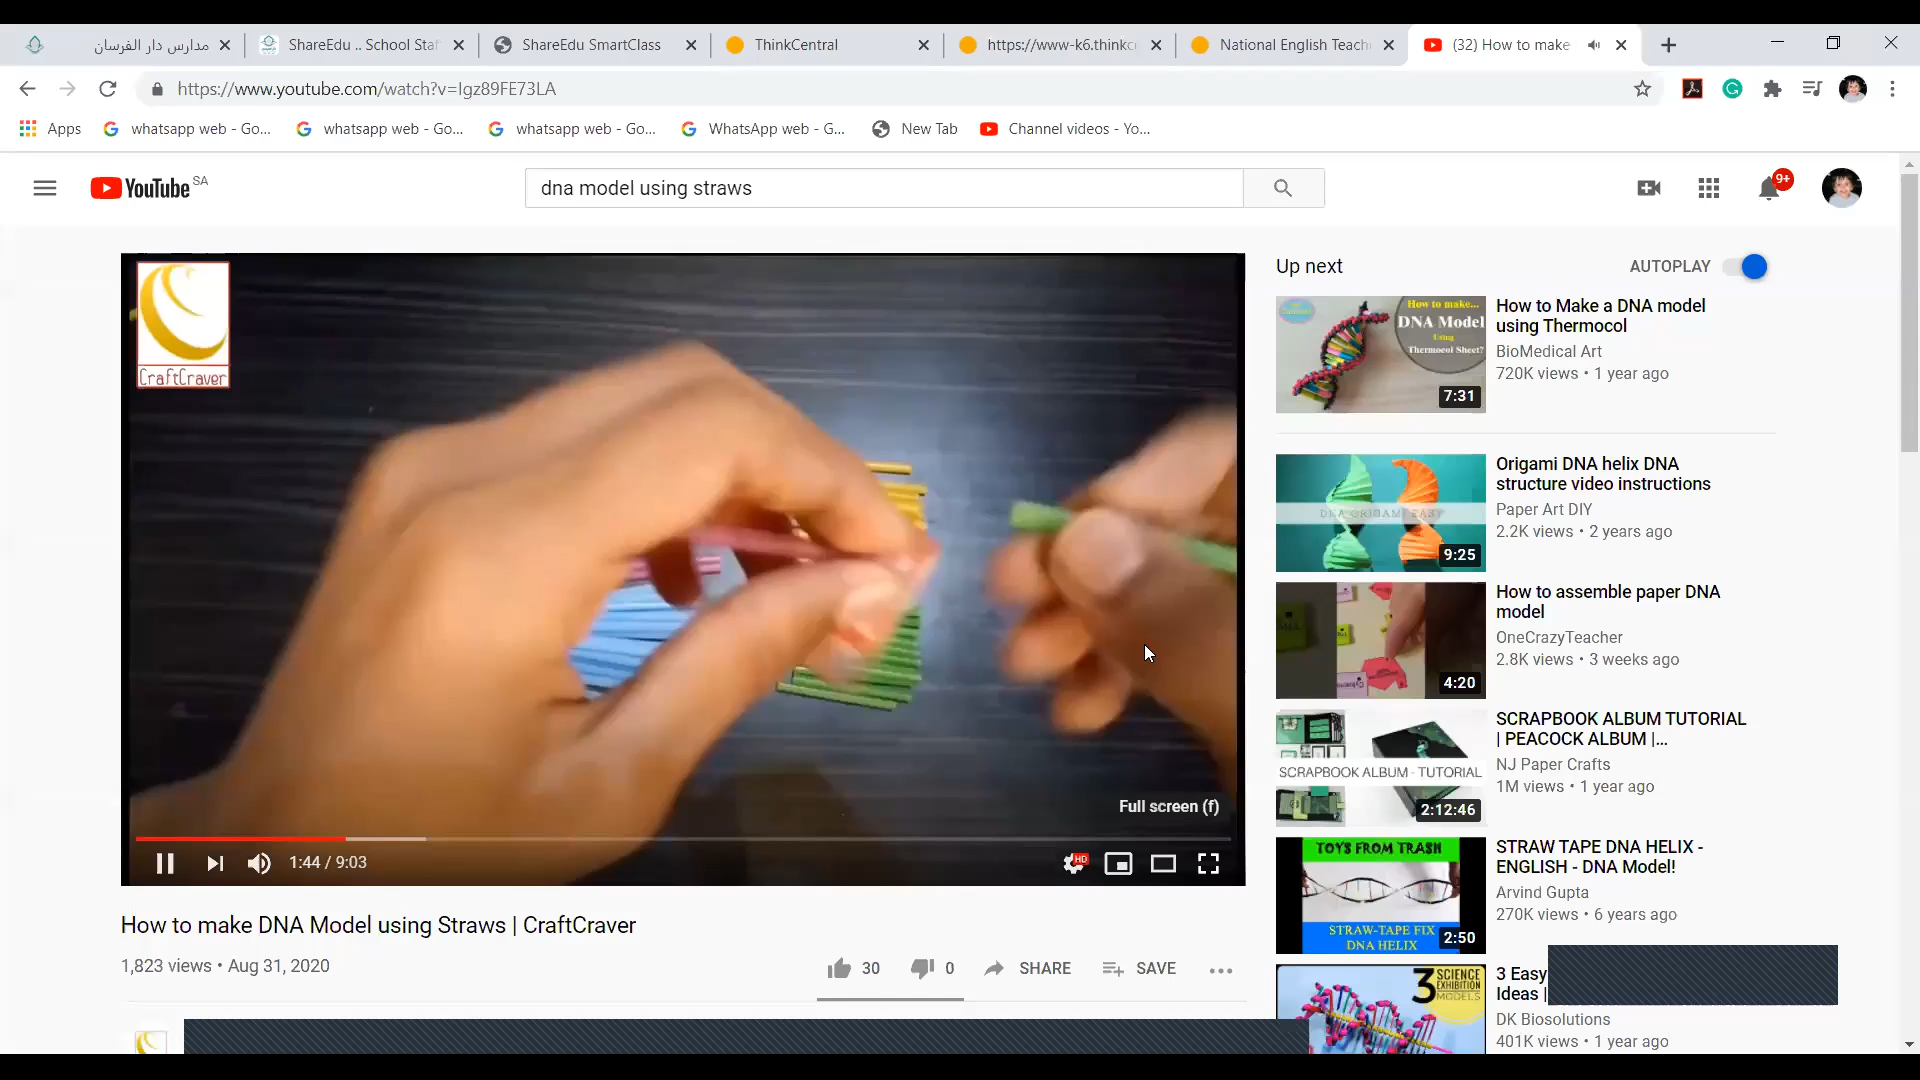 مدارس دار الفرسان
ShareEdu .. School Staf
ShareEdu SmartClass
ThinkCentral
https://www-k6.thinkc
National English Teach
(32) How to make
https://www.youtube.com/watch?v=lgz89FE73LA
Apps
whatsapp web - Go...
whatsapp web - Go...
whatsapp web - Go...
WhatsApp web - G...
New Tab
Channel videos - Yo...
YouTube SA
dna model using straws
9+
CraftCraver
Full screen (f)
1:44 / 9:03
HD
How to make DNA Model using Straws | CraftCraver
1,823 views • Aug 31, 2020
30
0
SHARE
SAVE
Up next
AUTOPLAY
How to make...
DNA Model
Using
Thermocol Sheet?
7:31
How to Make a DNA model
using Thermocol
BioMedical Art
720K views • 1 year ago
DNA ORIGAMI EASY
9:25
Origami DNA helix DNA
structure video instructions
Paper Art DIY
2.2K views • 2 years ago
4:20
How to assemble paper DNA
model
OneCrazyTeacher
2.8K views • 3 weeks ago
SCRAPBOOK ALBUM - TUTORIAL
2:12:46
SCRAPBOOK ALBUM TUTORIAL
| PEACOCK ALBUM |...
NJ Paper Crafts
1M views • 1 year ago
TOYS FROM TRASH
STRAW-TAPE FIX
DNA HELIX
2:50
STRAW TAPE DNA HELIX -
ENGLISH - DNA Model!
Arvind Gupta
270K views • 6 years ago
3 SCIENCE
EXHIBITION
MODELS
3 Easy
Ideas |
DK Biosolutions
401K views • 1 year ago